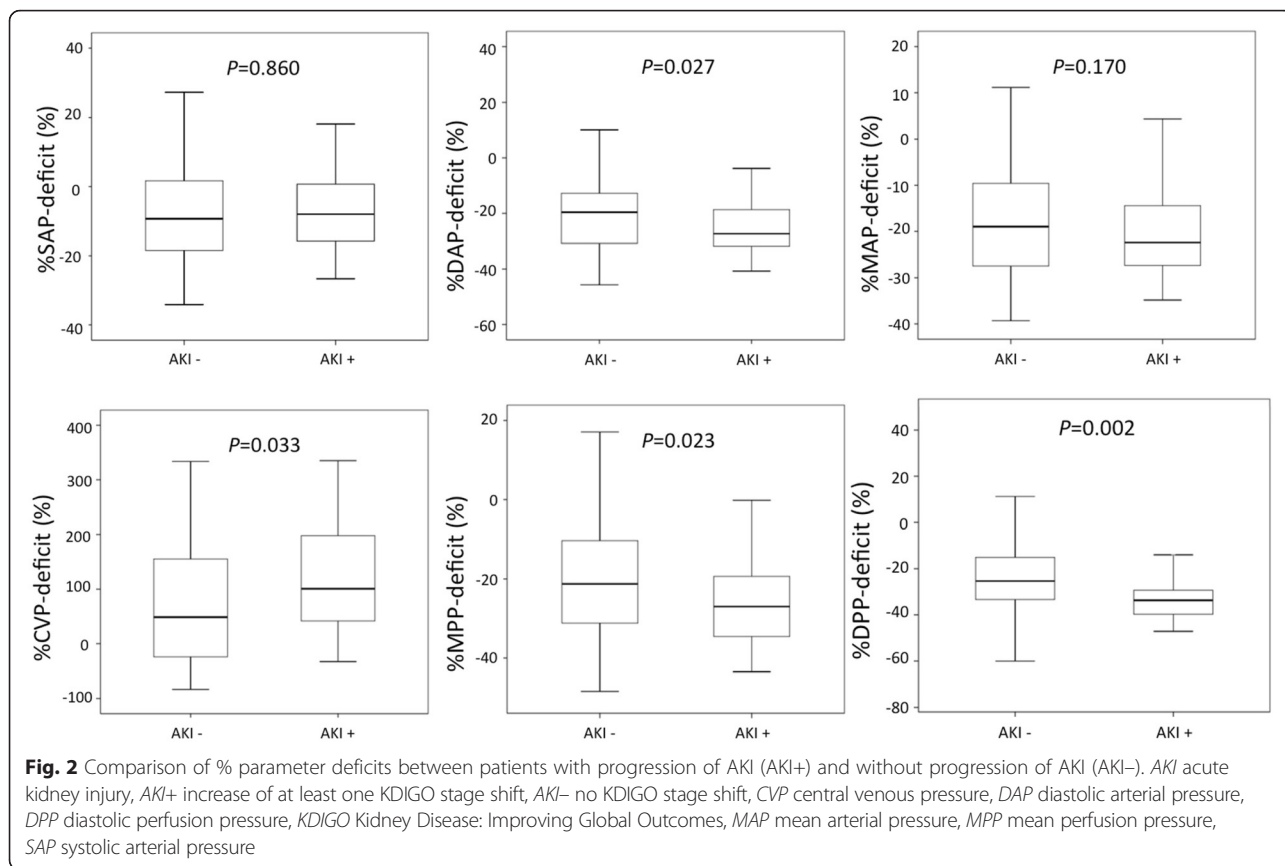 P=0.860
%SAP-deficit (%)
40
20
0
-20
-40
AKI -
AKI +
P=0.027
%DAP-deficit (%)
40
20
0
-20
-40
-60
AKI -
AKI +
P=0.170
%MAP-deficit (%)
20
10
0
-10
-20
-30
-40
AKI -
AKI +
P=0.033
%CVP-deficit (%)
400
300
200
100
0
-100
AKI -
AKI +
P=0.023
%MPP-deficit (%)
20
0
-20
-40
AKI -
AKI +
P=0.002
%DPP-deficit (%)
40
20
0
-20
-40
-60
-80
AKI -
AKI +
Fig. 2 Comparison of % parameter deficits between patients with progression of AKI (AKI+) and without progression of AKI (AKI–). AKI acute
kidney injury, AKI+ increase of at least one KDIGO stage shift, AKI– no KDIGO stage shift, CVP central venous pressure, DAP diastolic arterial pressure,
DPP diastolic perfusion pressure, KDIGO Kidney Disease: Improving Global Outcomes, MAP mean arterial pressure, MPP mean perfusion pressure,
SAP systolic arterial pressure